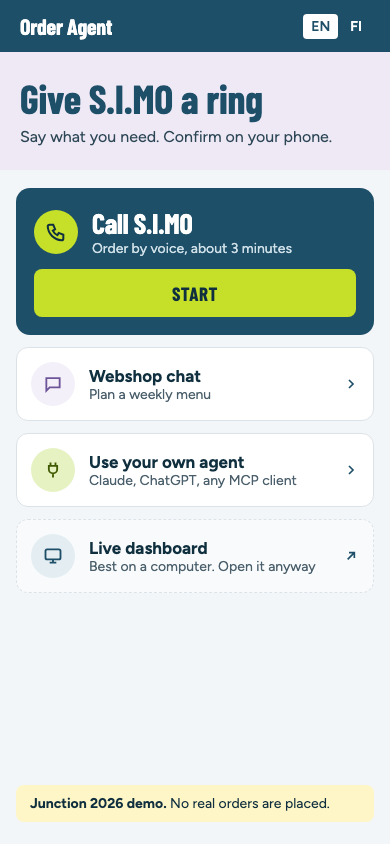 Order Agent
EN FI
Give S.I.MO a ring
Say what you need. Confirm on your phone.
Call S.I.MO
Order by voice, about 3 minutes
START
Webshop chat
Plan a weekly menu
Use your own agent
Claude, ChatGPT, any MCP client
Live dashboard
Best on a computer. Open it anyway
Junction 2026 demo. No real orders are placed.